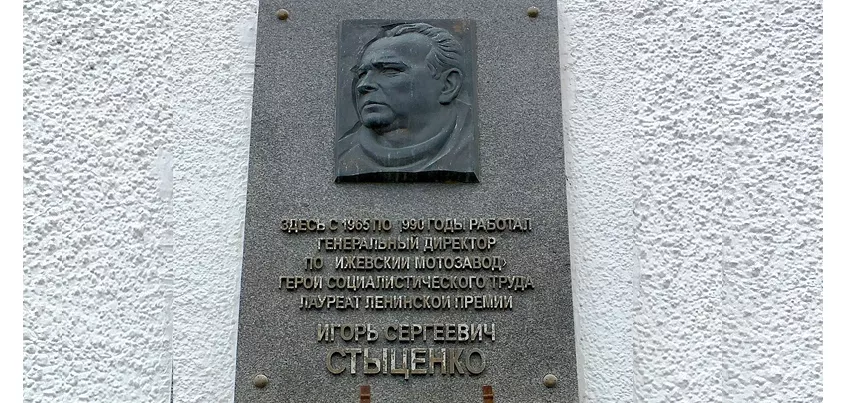 ЗДЕСЬ С 1965 ПО 1990 ГОДЫ РАБОТАЛ
ГЕНЕРАЛЬНЫЙ ДИРЕКТОР
ПО "ИЖЕВСКИЙ МОТОЗАВОД"
ГЕРОЙ СОЦИАЛИСТИЧЕСКОГО ТРУДА
ЛАУРЕАТ ЛЕНИНСКОЙ ПРЕМИИ
ИГОРЬ СЕРГЕЕВИЧ
СТЫЦЕНКО